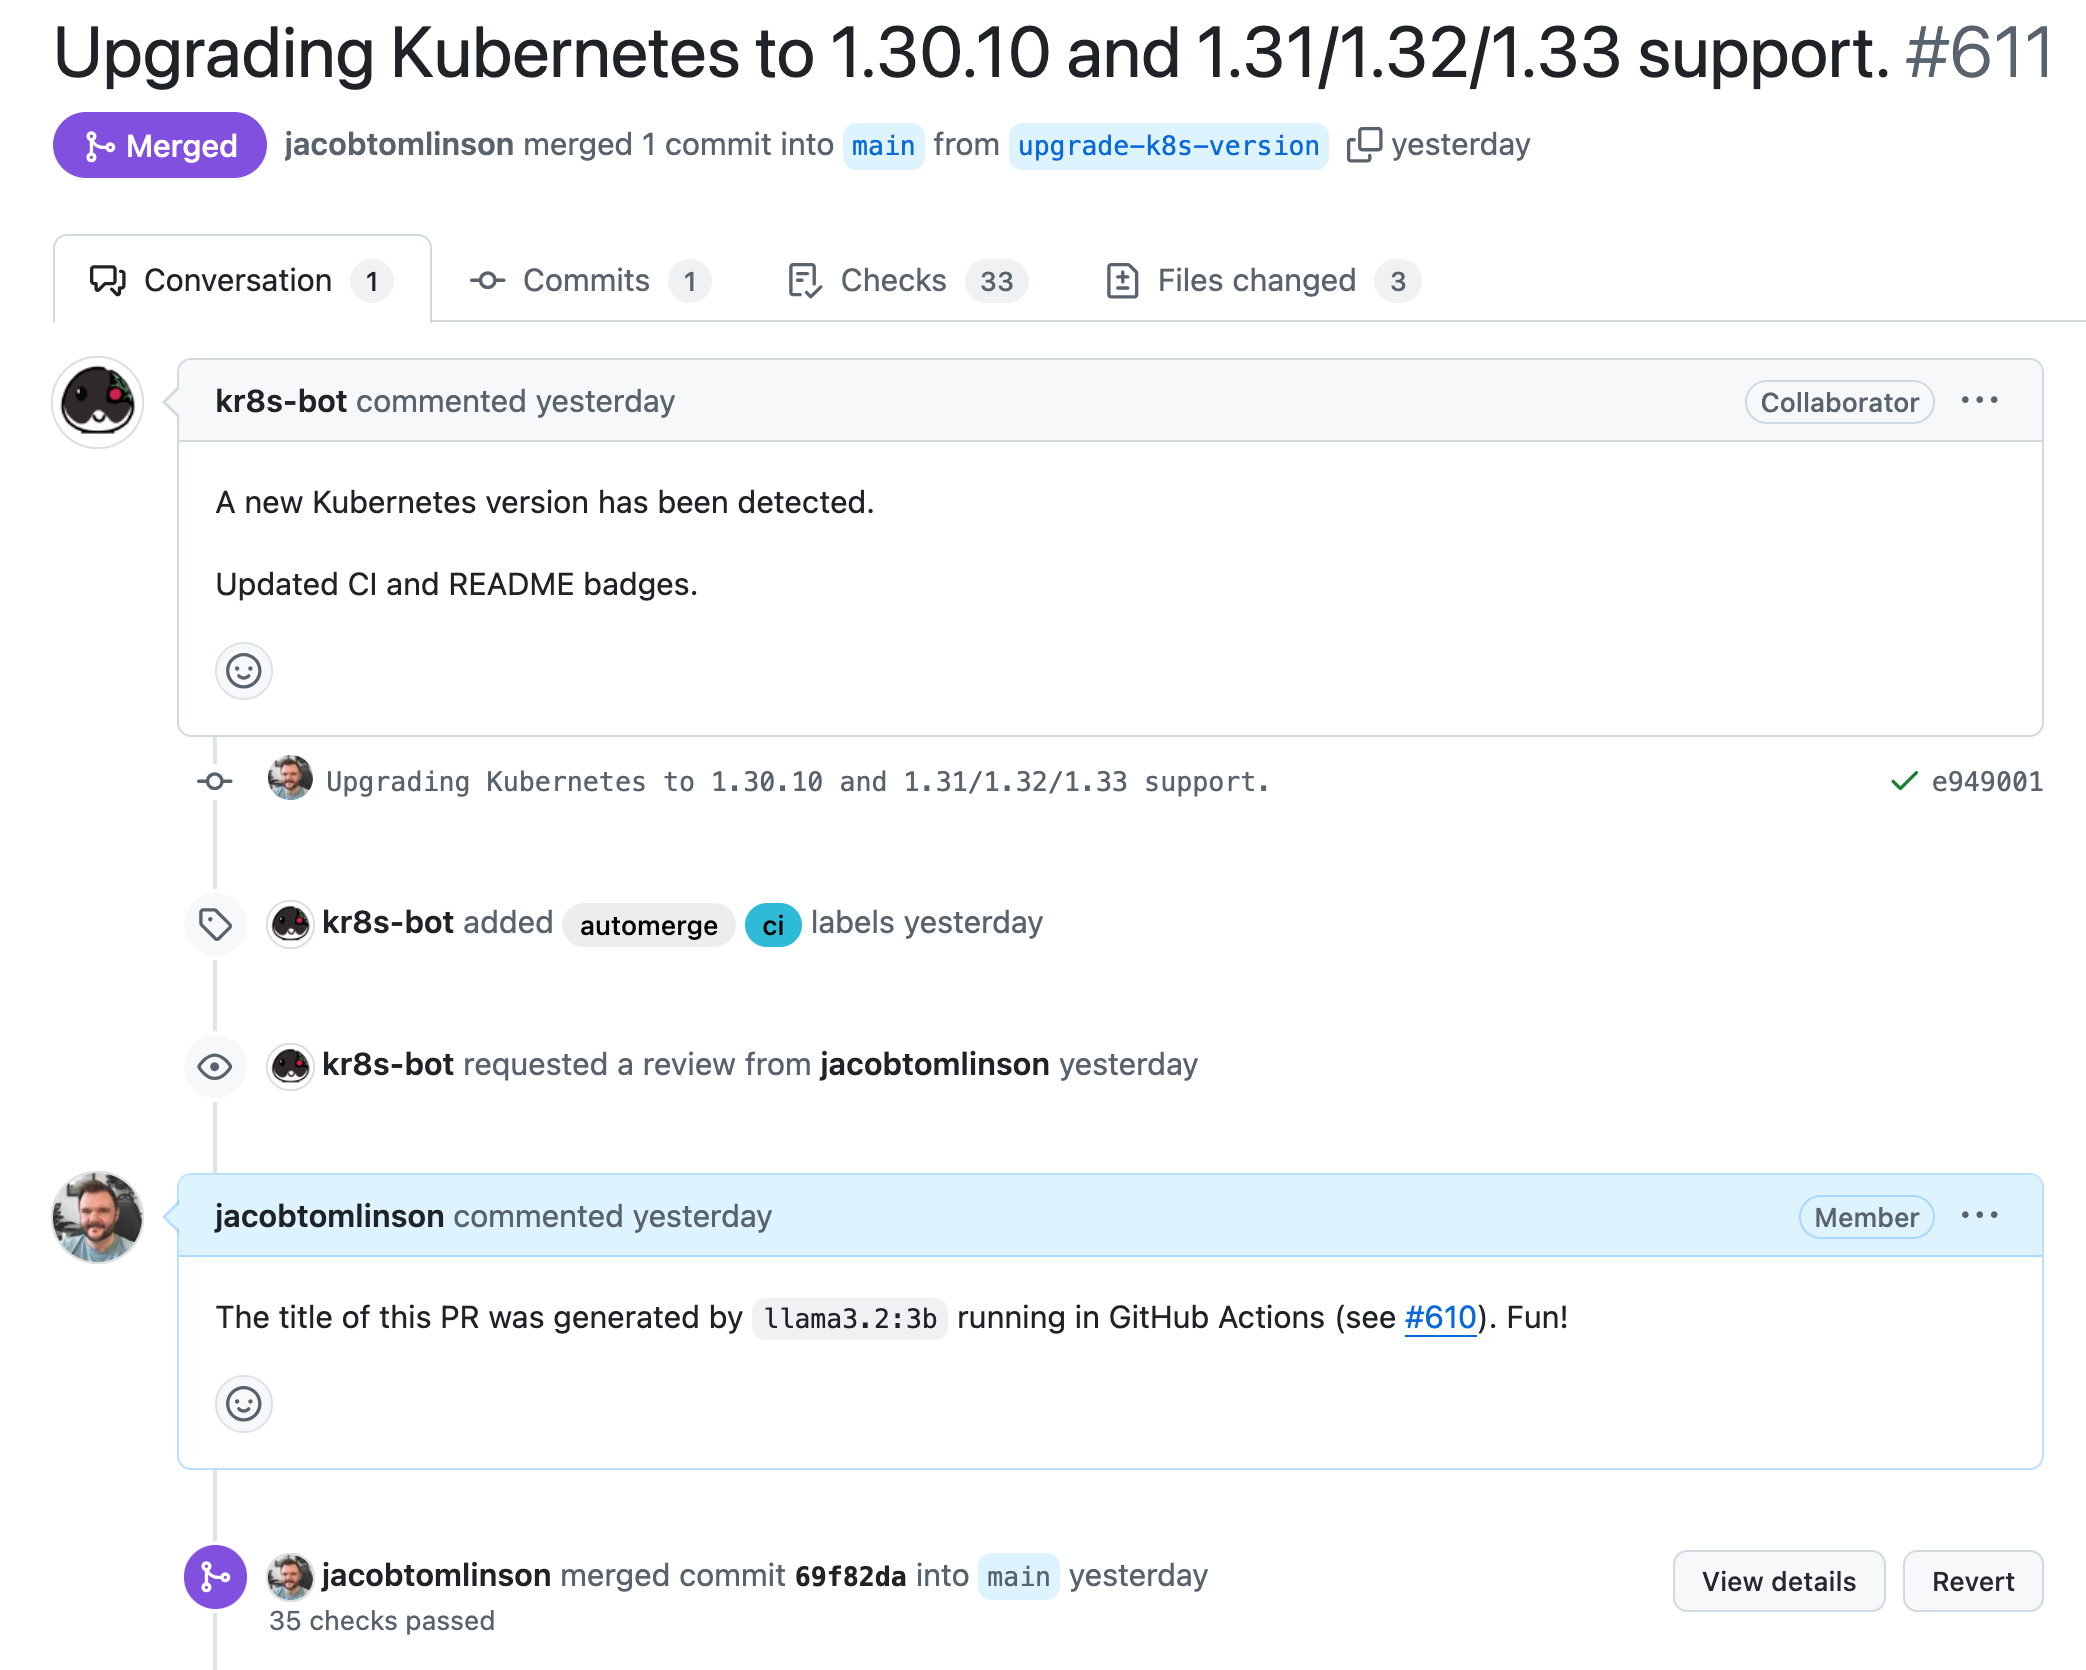 Upgrading Kubernetes to 1.30.10 and 1.31/1.32/1.33 support. #611
Merged jacobtomlinson merged 1 commit into main from upgrade-k8s-version yesterday
Conversation 1 Commits 1 Checks 33 Files changed 3
kr8s-bot commented yesterday Collaborator ...
A new Kubernetes version has been detected.
Updated CI and README badges.
Upgrading Kubernetes to 1.30.10 and 1.31/1.32/1.33 support. e949001
kr8s-bot added automerge ci labels yesterday
kr8s-bot requested a review from jacobtomlinson yesterday
jacobtomlinson commented yesterday Member ...
The title of this PR was generated by llama3.2:3b running in GitHub Actions (see #610). Fun!
jacobtomlinson merged commit 69f82da into main yesterday View details Revert
35 checks passed